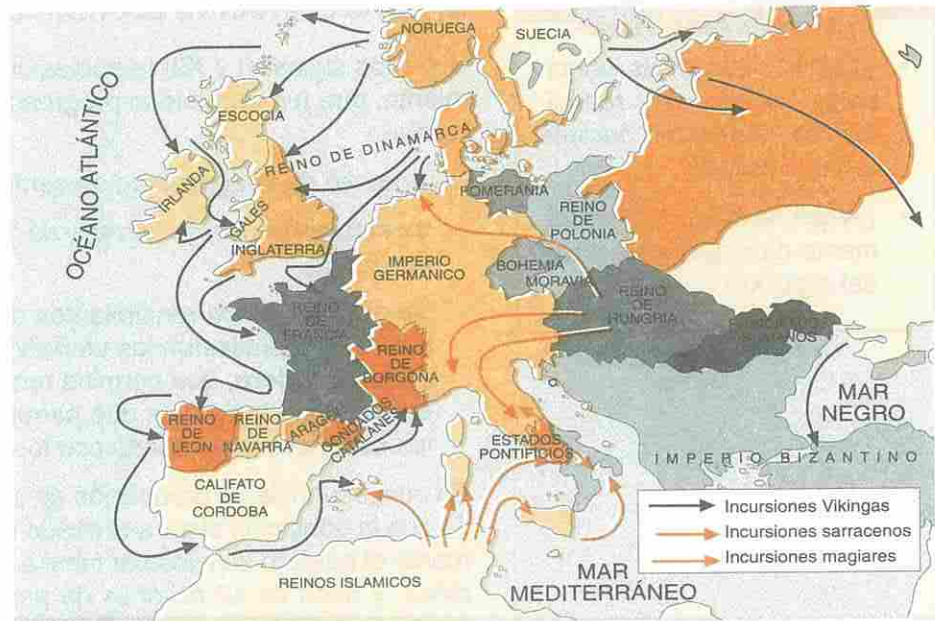 NORUEGA
SUECIA
OCÉANO ATLÁNTICO
ESCOCIA
REINO DE DINAMARCA
IRLANDA
GALES
INGLATERRA
POMERANIA
REINO
DE
POLONIA
IMPERIO
GERMANICO
BOHEMIA
MORAVIA
REINO
DE
FRANCIA
REINO
DE
HUNGRIA
REINO
DE
BORGOÑA
MAR
NEGRO
REINO
DE
LEON
REINO
DE
NAVARRA
ARAGON
CONDADOS
CATALANES
ESTADOS
PONTIFICIOS
IMPERIO BIZANTINO
CALIFATO
DE
CORDOBA
Incursiones Vikingas
Incursiones sarracenos
Incursiones magiares
REINOS ISLAMICOS
MAR
MEDITERRÁNEO